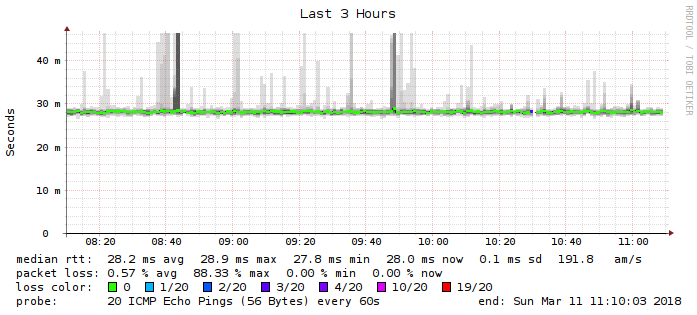 Last 3 Hours
RRDTOOL / TOBI OETIKER
Seconds
40 m
30 m
20 m
10 m
0
08:20 08:40 09:00 09:20 09:40 10:00 10:20 10:40 11:00
median rtt: 28.2 ms avg 28.9 ms max 27.8 ms min 28.0 ms now 0.1 ms sd 191.8 am/s
packet loss: 0.57 % avg 88.33 % max 0.00 % min 0.00 % now
loss color: 0 1/20 2/20 3/20 4/20 10/20 19/20
probe: 20 ICMP Echo Pings (56 Bytes) every 60s end: Sun Mar 11 11:10:03 2018